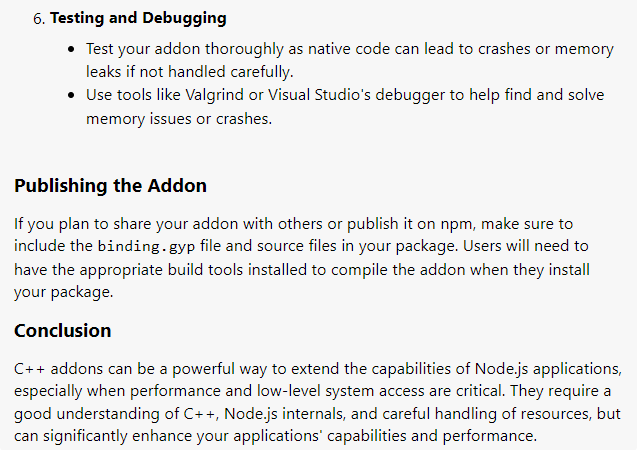 6. Testing and Debugging
• Test your addon thoroughly as native code can lead to crashes or memory
leaks if not handled carefully.
• Use tools like Valgrind or Visual Studio's debugger to help find and solve
memory issues or crashes.
Publishing the Addon
If you plan to share your addon with others or publish it on npm, make sure to
include the binding.gyp file and source files in your package. Users will need to
have the appropriate build tools installed to compile the addon when they install
your package.
Conclusion
C++ addons can be a powerful way to extend the capabilities of Node.js applications,
especially when performance and low-level system access are critical. They require a
good understanding of C++, Node.js internals, and careful handling of resources, but
can significantly enhance your applications' capabilities and performance.